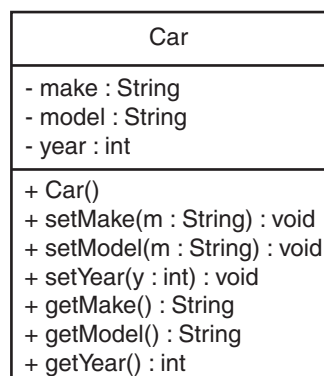 Car
- make : String
- model : String
- year : int
+ Car()
+ setMake(m : String) : void
+ setModel(m : String) : void
+ setYear(y : int) : void
+ getMake() : String
+ getModel() : String
+ getYear() : int